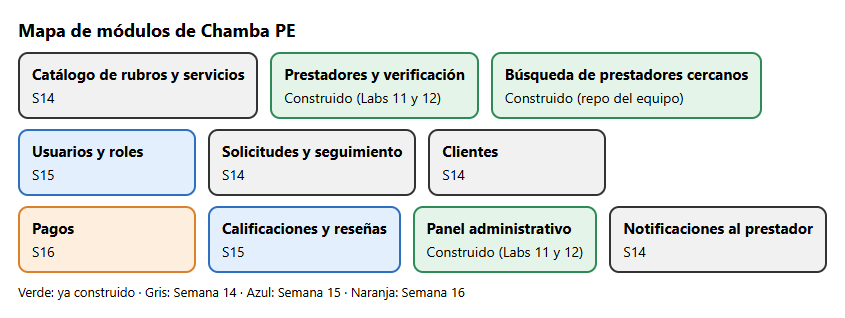 Mapa de módulos de Chamba PE
Catálogo de rubros y servicios
S14
Prestadores y verificación
Construido (Labs 11 y 12)
Búsqueda de prestadores cercanos
Construido (repo del equipo)
Usuarios y roles
S15
Solicitudes y seguimiento
S14
Clientes
S14
Pagos
S16
Calificaciones y reseñas
S15
Panel administrativo
Construido (Labs 11 y 12)
Notificaciones al prestador
S14
Verde: ya construido · Gris: Semana 14 · Azul: Semana 15 · Naranja: Semana 16